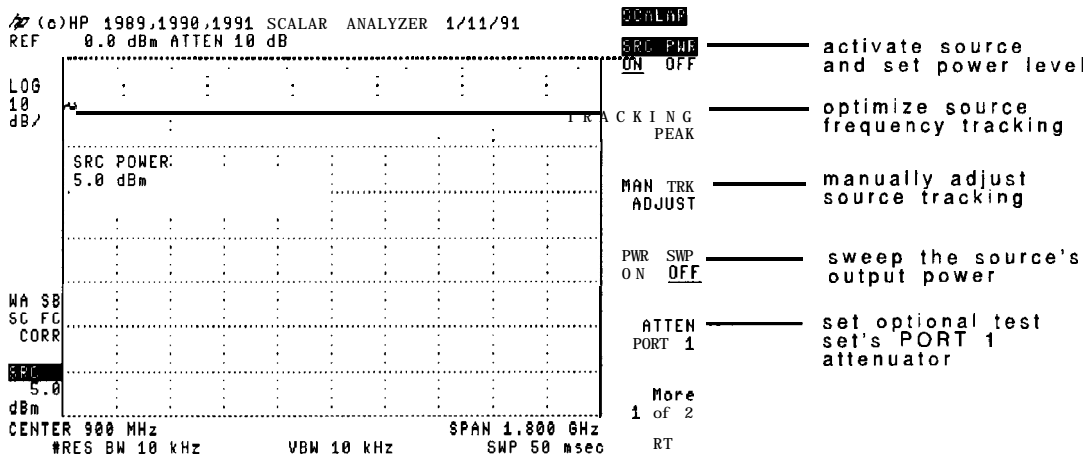 hp (c)HP 1989,1990,1991 SCALAR ANALYZER 1/11/91
REF 0.0 dBm ATTEN 10 dB
LOG
10
dB/
SRC POWER:
5.0 dBm
WA SB
SC FC
CORR
SRC
5.0
dBm
CENTER 900 MHz SPAN 1.800 GHz
#RES BW 10 kHz VBW 10 kHz SWP 50 msec
SCALAR
SRC PWR
ON OFF
TRACKING
PEAK
MAN TRK
ADJUST
PWR SWP
ON OFF
ATTEN
PORT 1
More
1 of 2
RT
activate source
and set power level
optimize source
frequency tracking
manually adjust
source tracking
sweep the source's
output power
set optional test
set's PORT 1
attenuator